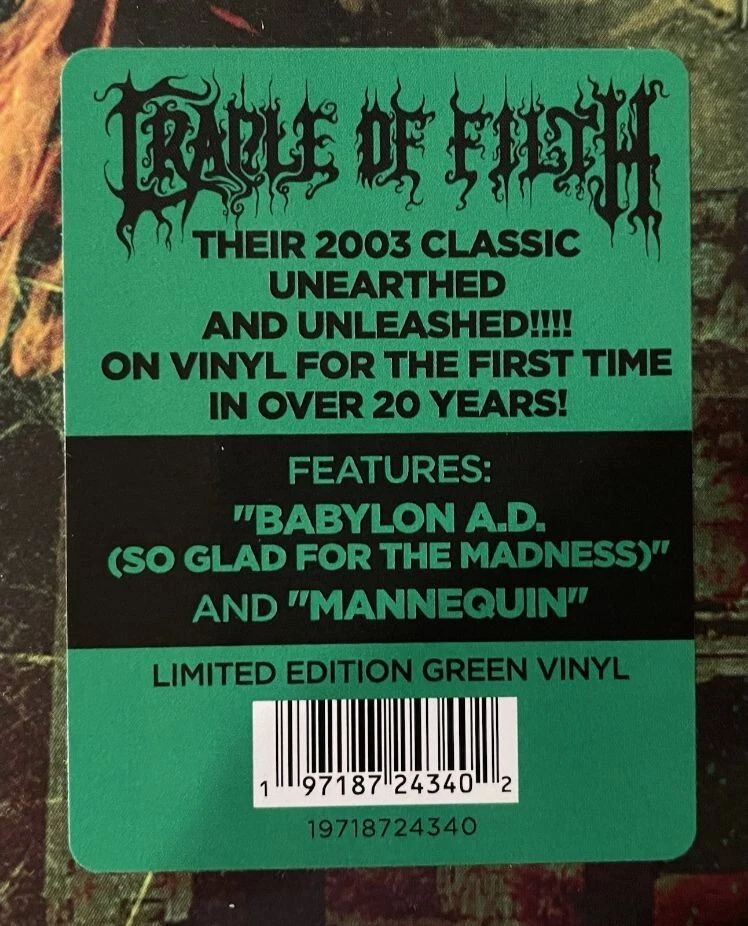 CRADLE OF FILTH
THEIR 2003 CLASSIC
UNEARTHED
AND UNLEASHED!!!!
ON VINYL FOR THE FIRST TIME
IN OVER 20 YEARS!
FEATURES:
"BABYLON A.D.
(SO GLAD FOR THE MADNESS)"
AND "MANNEQUIN"
LIMITED EDITION GREEN VINYL
1 97187 24340 2
19718724340